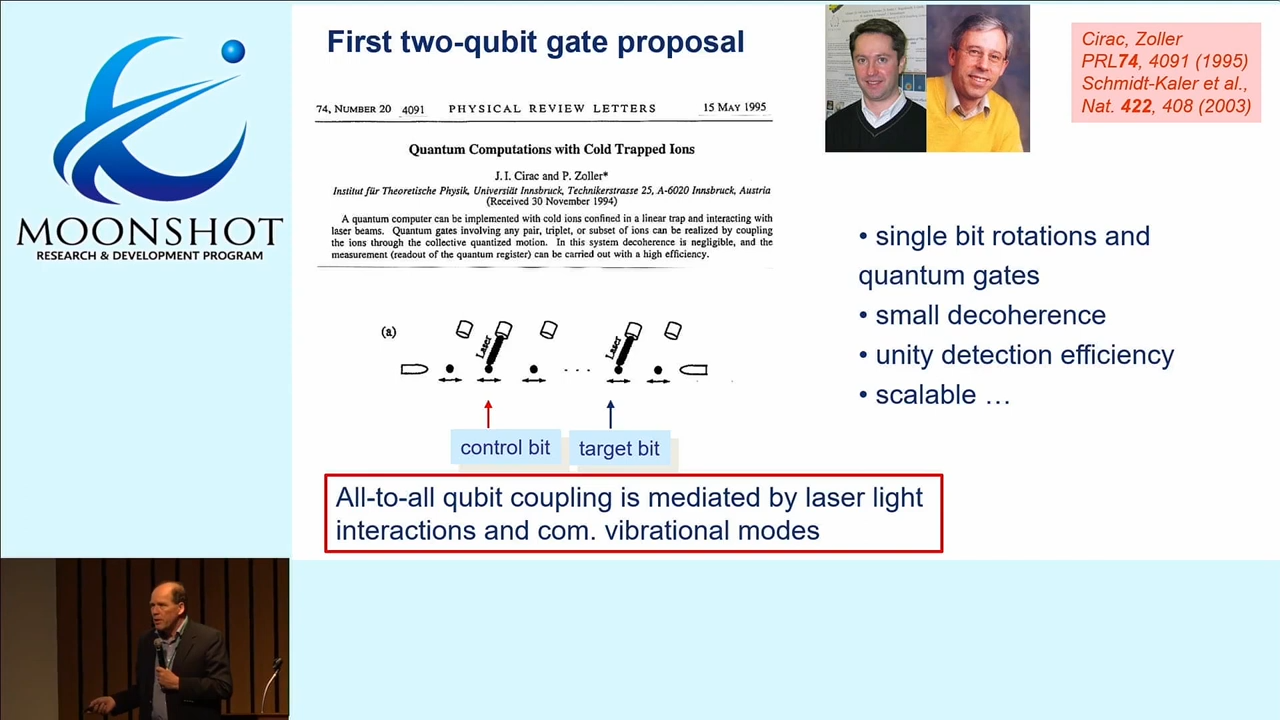 MOONSHOT
RESEARCH & DEVELOPMENT PROGRAM
First two-qubit gate proposal
74, NUMBER 20 4091 PHYSICAL REVIEW LETTERS 15 MAY 1995
Quantum Computations with Cold Trapped Ions
J. I. Cirac and P. Zoller*
Institut für Theoretische Physik, Universiät Innsbruck, Technikerstrasse 25, A-6020 Innsbruck, Austria
(Received 30 November 1994)
A quantum computer can be implemented with cold ions confined in a linear trap and interacting with
laser beams. Quantum gates involving any pair, triplet, or subset of ions can be realized by coupling
the ions through the collective quantized motion. In this system decoherence is negligible, and the
measurement (readout of the quantum register) can be carried out with a high efficiency.
(a)
Laser
Laser
. . .
control bit
target bit
All-to-all qubit coupling is mediated by laser light
interactions and com. vibrational modes
Cirac, Zoller
PRL74, 4091 (1995)
Schmidt-Kaler et al.,
Nat. 422, 408 (2003)
• single bit rotations and
quantum gates
• small decoherence
• unity detection efficiency
• scalable …